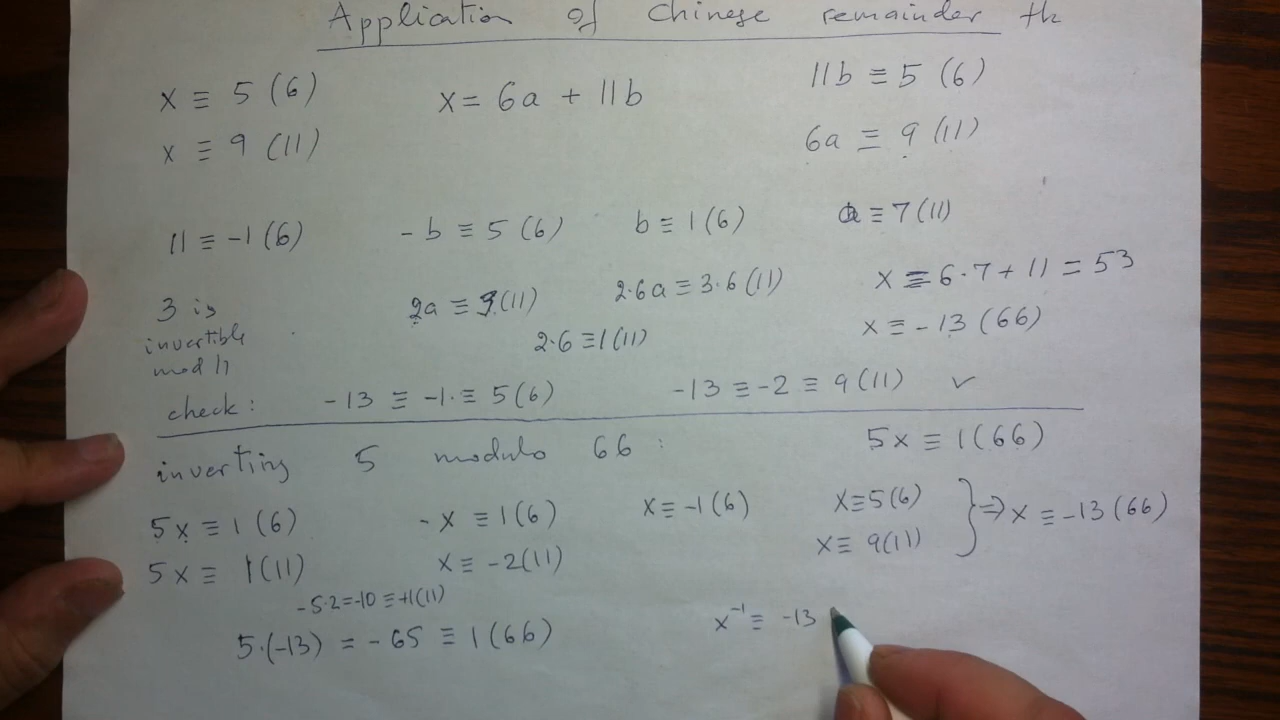 Application of Chinese remainder th
x ≡ 5 (6) x = 6a + 11b 11b ≡ 5 (6)
x ≡ 9 (11) 6a ≡ 9 (11)
11 ≡ -1 (6) -b ≡ 5 (6) b ≡ 1 (6) a ≡ 7 (11)
3 is invertible mod 11
2a ≡ 3 (11) 2·6a ≡ 3·6 (11) x ≡ 6·7 + 11 = 53
2·6 ≡ 1 (11) x ≡ -13 (66)
check: -13 ≡ -1 ≡ 5 (6) -13 ≡ -2 ≡ 9 (11) ✓
inverting 5 modulo 66 : 5x ≡ 1 (66)
5x ≡ 1 (6) -x ≡ 1 (6) x ≡ -1 (6) x ≡ 5 (6) } ⇒ x ≡ -13 (66)
5x ≡ 1 (11) x ≡ -2 (11) x ≡ 9 (11)
-5·2 = -10 ≡ +1 (11)
5·(-13) = -65 ≡ 1 (66) x⁻¹ ≡ -13